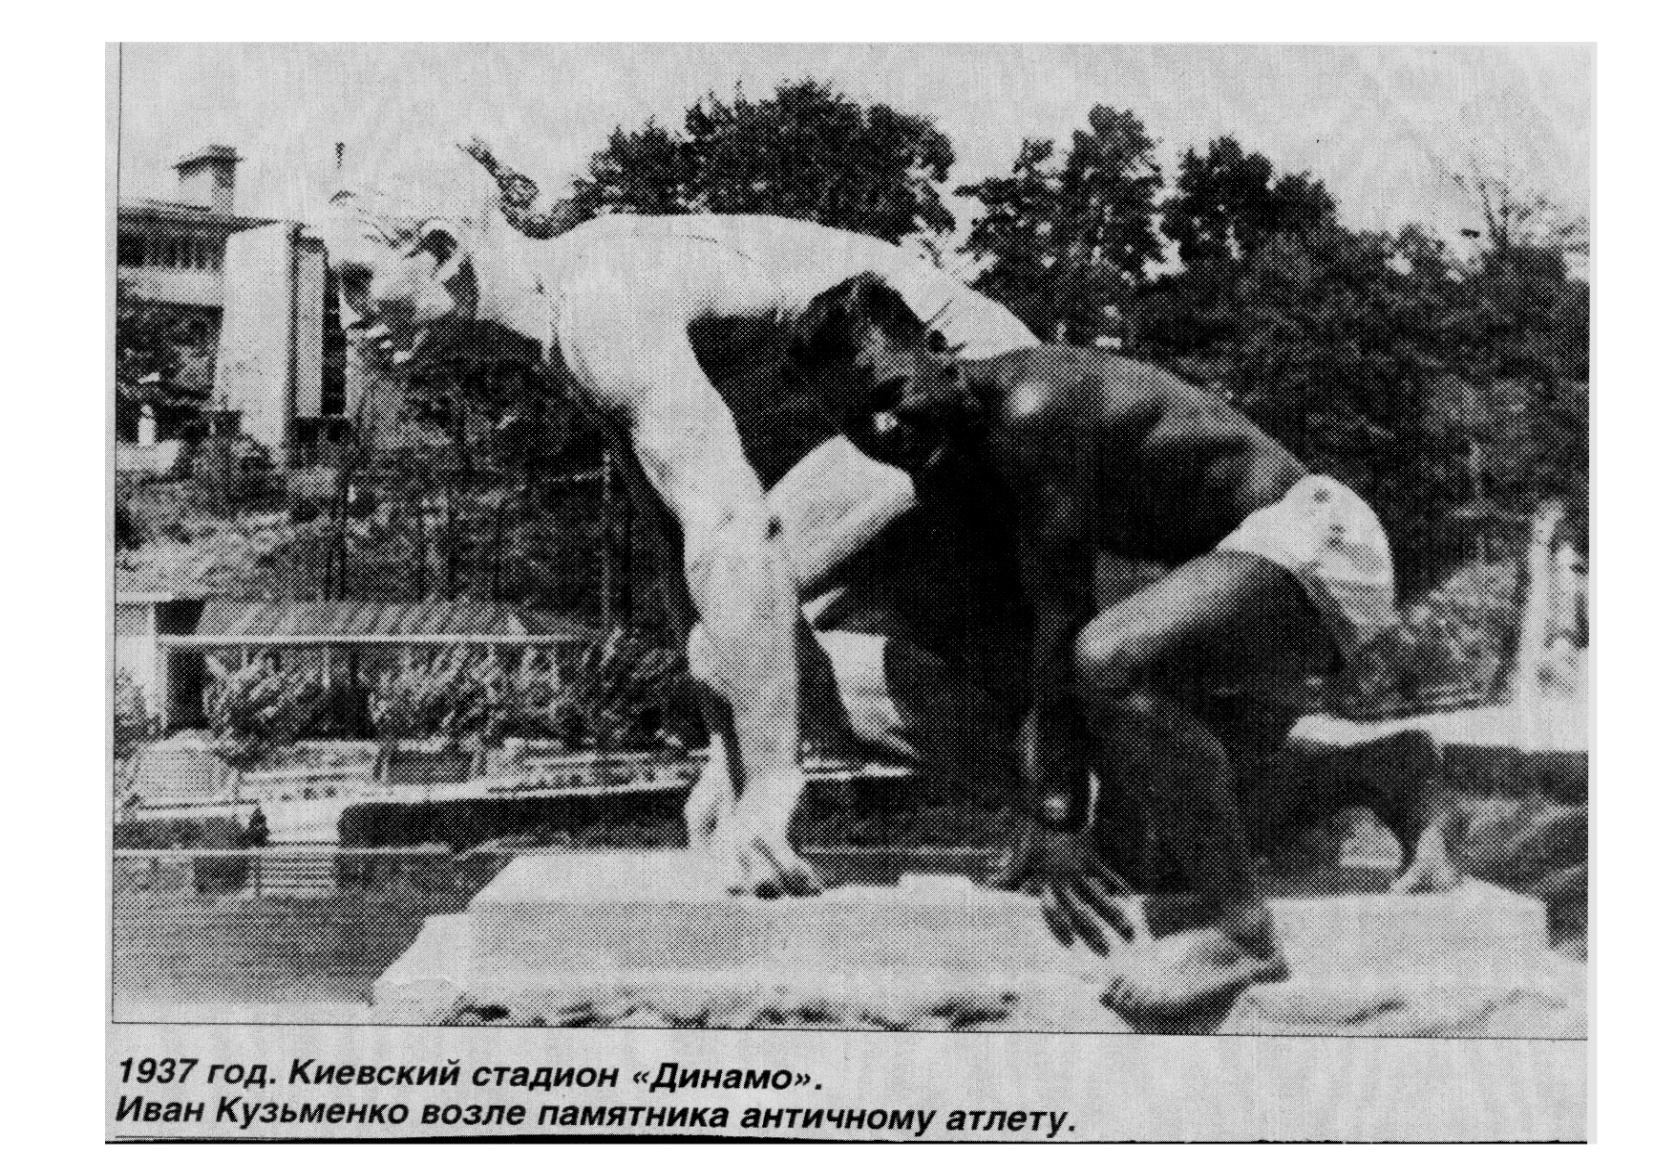 1937 год. Киевский стадион «Динамо».
Иван Кузьменко возле памятника античному атлету.